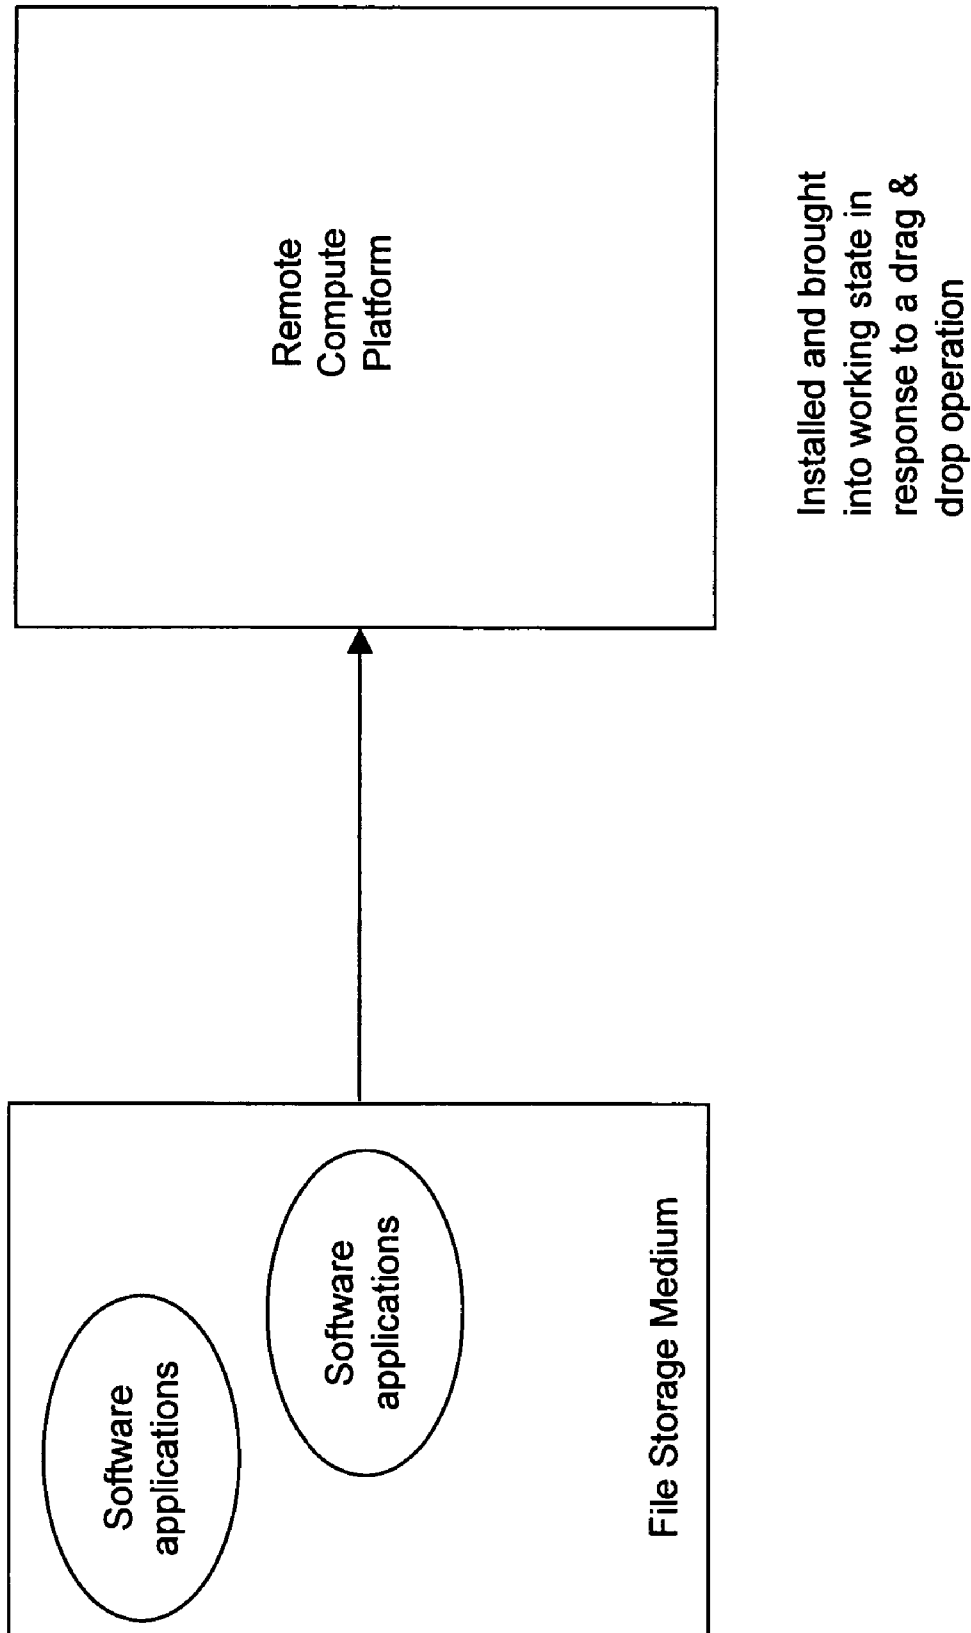 Software
applications
Software
applications
File Storage Medium
Remote
Compute
Platform
Installed and brought
into working state in
response to a drag &
drop operation